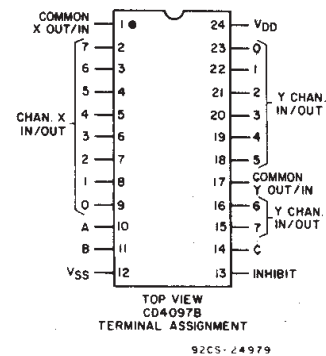 COMMON
X OUT/IN 1 24 VDD
7 2 23 0
6 3 22 1
5 4 21 2
4 5 20 3
3 6 19 4
2 7 18 5
1 8 17 COMMON
Y OUT/IN
0 9 16 6
A 10 15 7
B 11 14 C
VSS 12 13 INHIBIT
CHAN. X
IN/OUT
Y CHAN.
IN/OUT
Y CHAN.
IN/OUT
TOP VIEW
CD4097B
TERMINAL ASSIGNMENT
92CS-24979